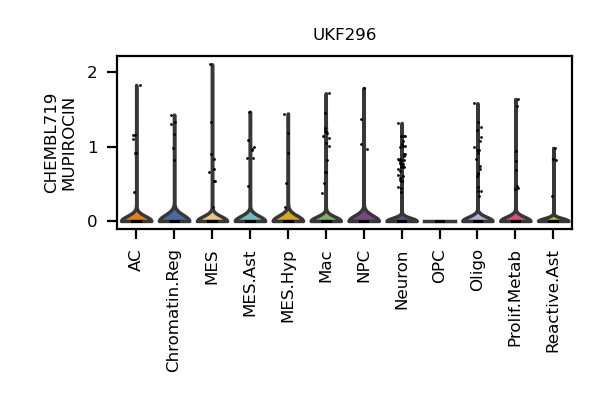 UKF296
CHEMBL719
MUPIROCIN
2
1
0
AC
Chromatin.Reg
MES
MES.Ast
MES.Hyp
Mac
NPC
Neuron
OPC
Oligo
Prolif.Metab
Reactive.Ast